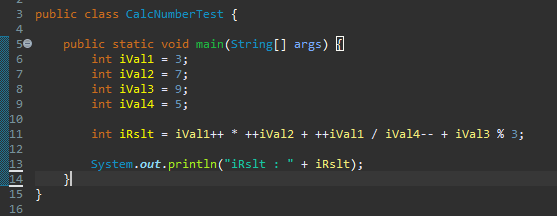 3 public class CalcNumberTest {
4
5 public static void main(String[] args) {
6 int iVal1 = 3;
7 int iVal2 = 7;
8 int iVal3 = 9;
9 int iVal4 = 5;
10
11 int iRslt = iVal1++ * ++iVal2 + ++iVal1 / iVal4-- + iVal3 % 3;
12
13 System.out.println("iRslt : " + iRslt);
14 }
15 }
16